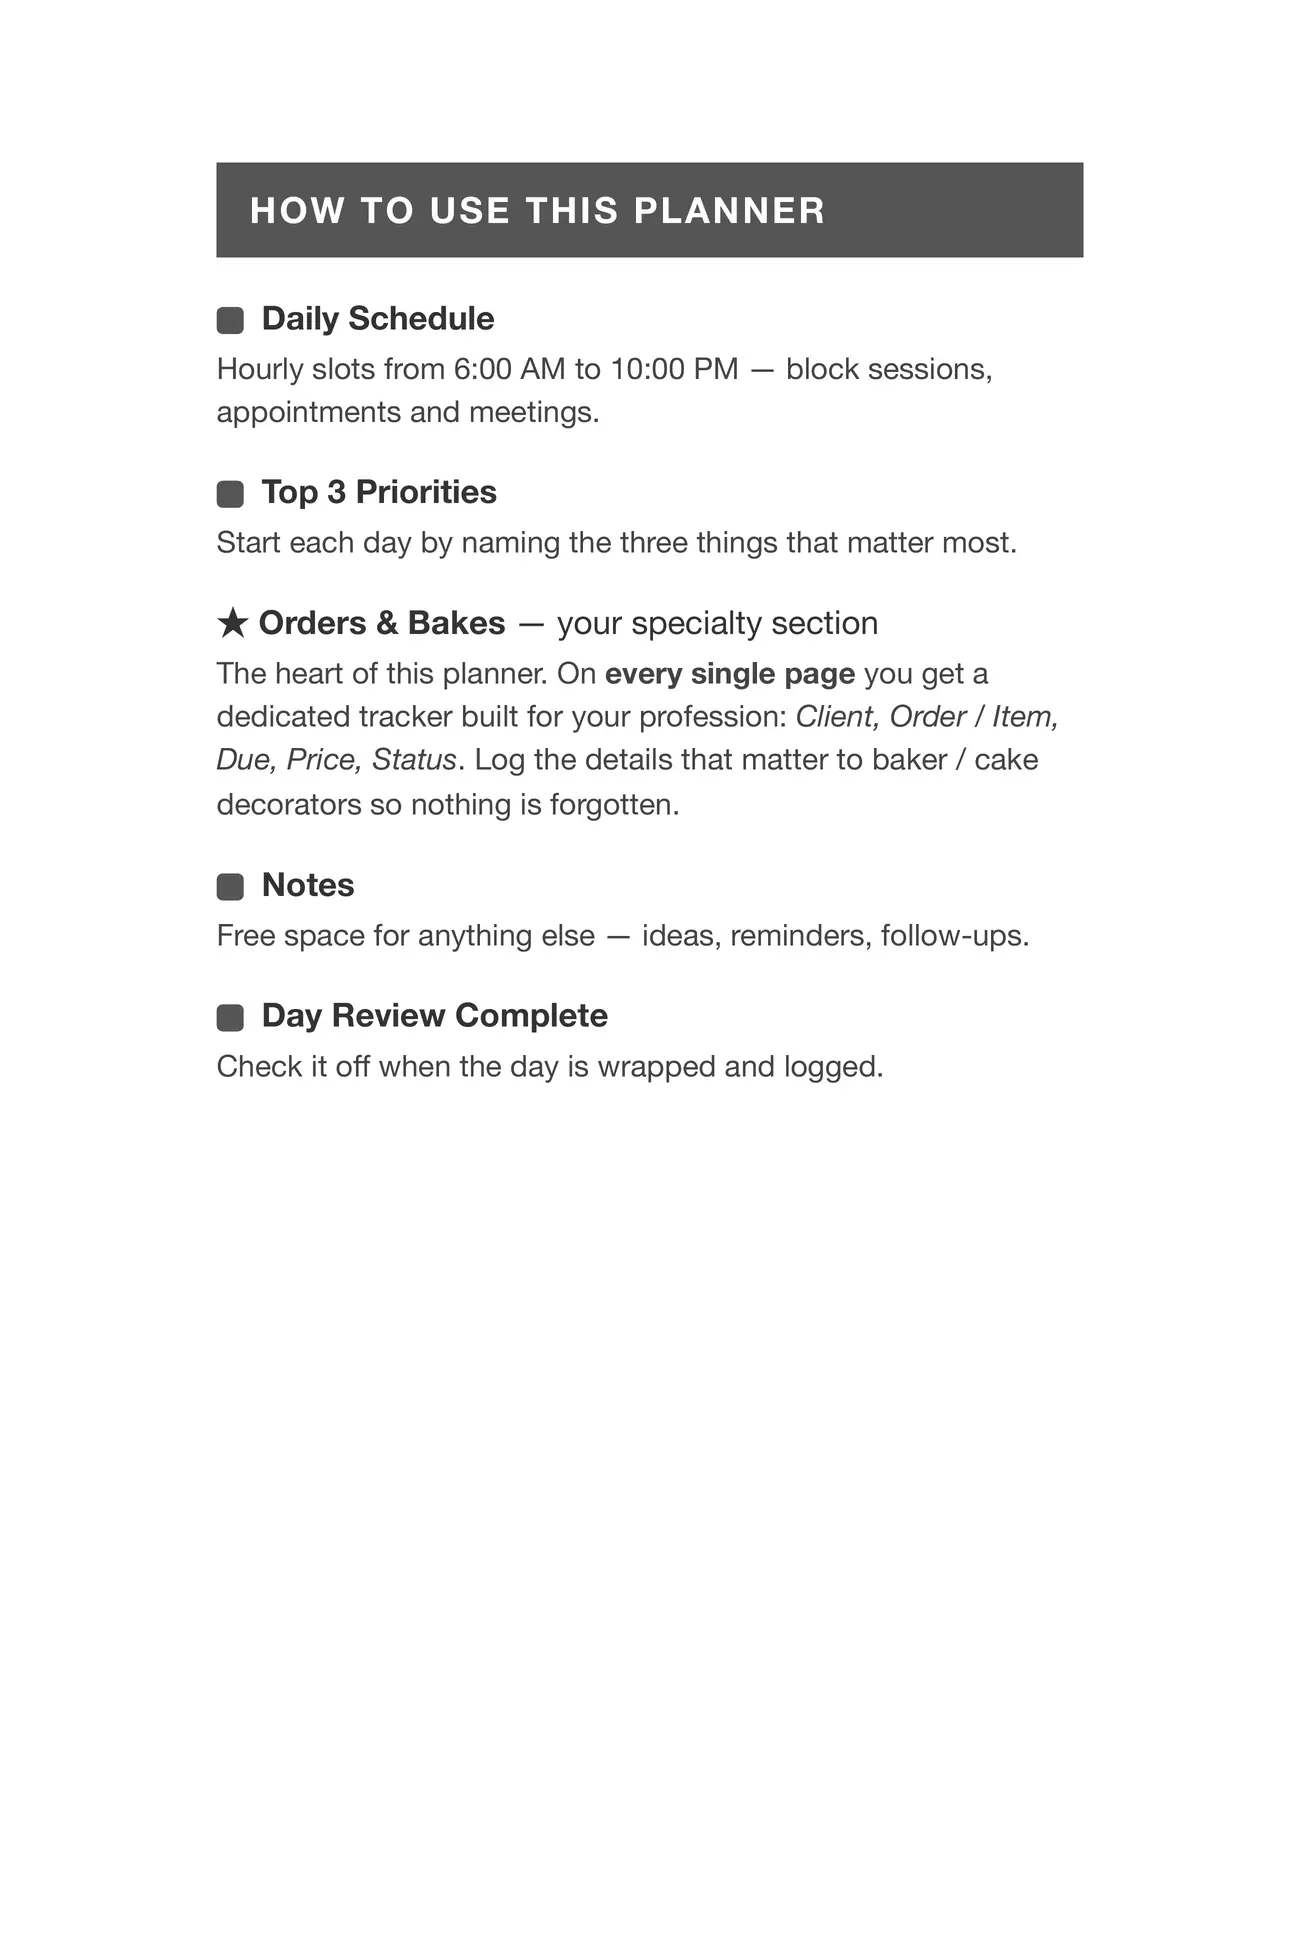 HOW TO USE THIS PLANNER
Daily Schedule
Hourly slots from 6:00 AM to 10:00 PM — block sessions,
appointments and meetings.
Top 3 Priorities
Start each day by naming the three things that matter most.
★ Orders & Bakes — your specialty section
The heart of this planner. On every single page you get a
dedicated tracker built for your profession: Client, Order / Item,
Due, Price, Status. Log the details that matter to baker / cake
decorators so nothing is forgotten.
Notes
Free space for anything else — ideas, reminders, follow-ups.
Day Review Complete
Check it off when the day is wrapped and logged.